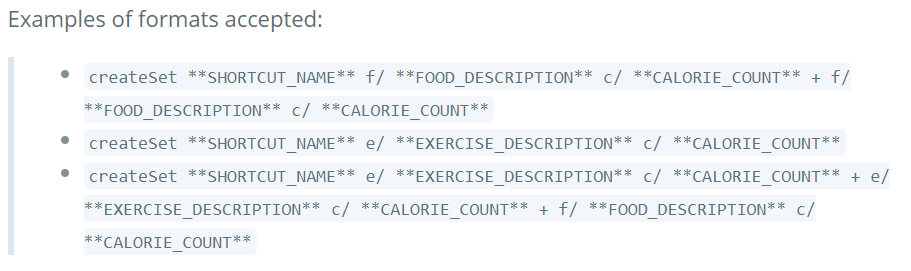 Examples of formats accepted:
createSet **SHORTCUT_NAME** f/ **FOOD_DESCRIPTION** c/ **CALORIE_COUNT** + f/
**FOOD_DESCRIPTION** c/ **CALORIE_COUNT**
createSet **SHORTCUT_NAME** e/ **EXERCISE_DESCRIPTION** c/ **CALORIE_COUNT**
createSet **SHORTCUT_NAME** e/ **EXERCISE_DESCRIPTION** c/ **CALORIE_COUNT** + e/
**EXERCISE_DESCRIPTION** c/ **CALORIE_COUNT** + f/ **FOOD_DESCRIPTION** c/
**CALORIE_COUNT**